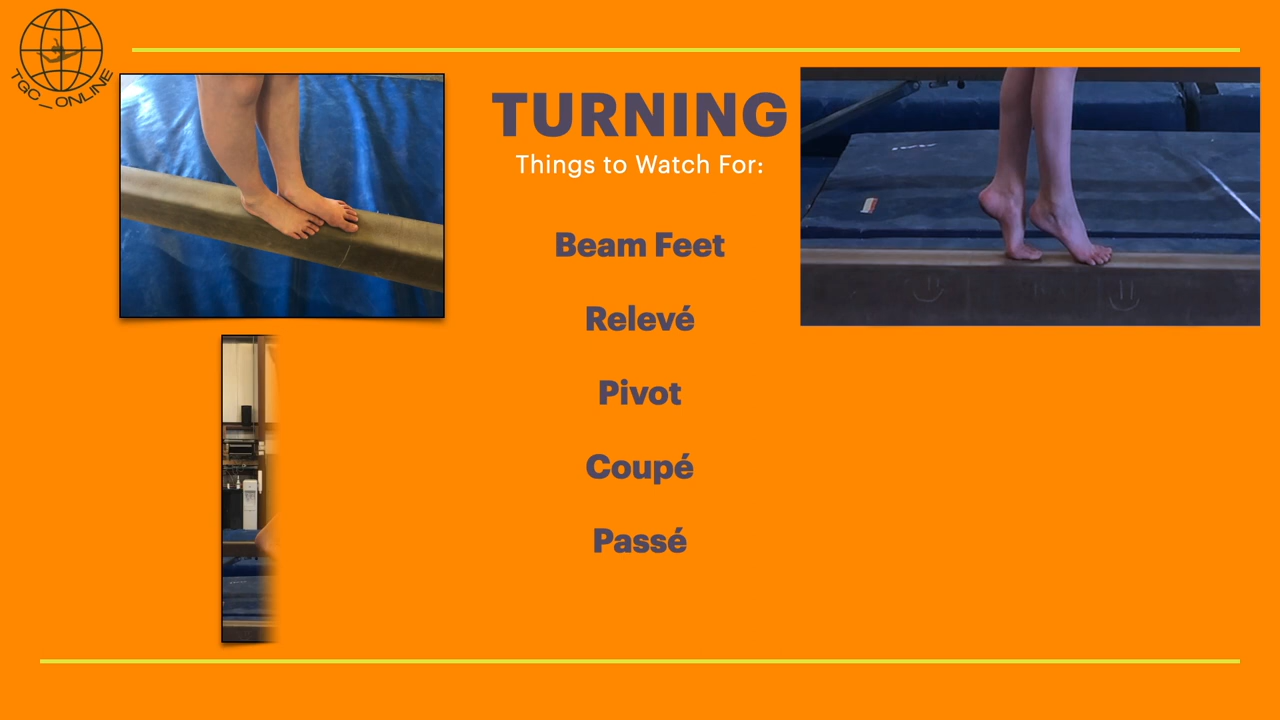 TGC_ONLINE
TURNING
Things to Watch For:
Beam Feet
Relevé
Pivot
Coupé
Passé